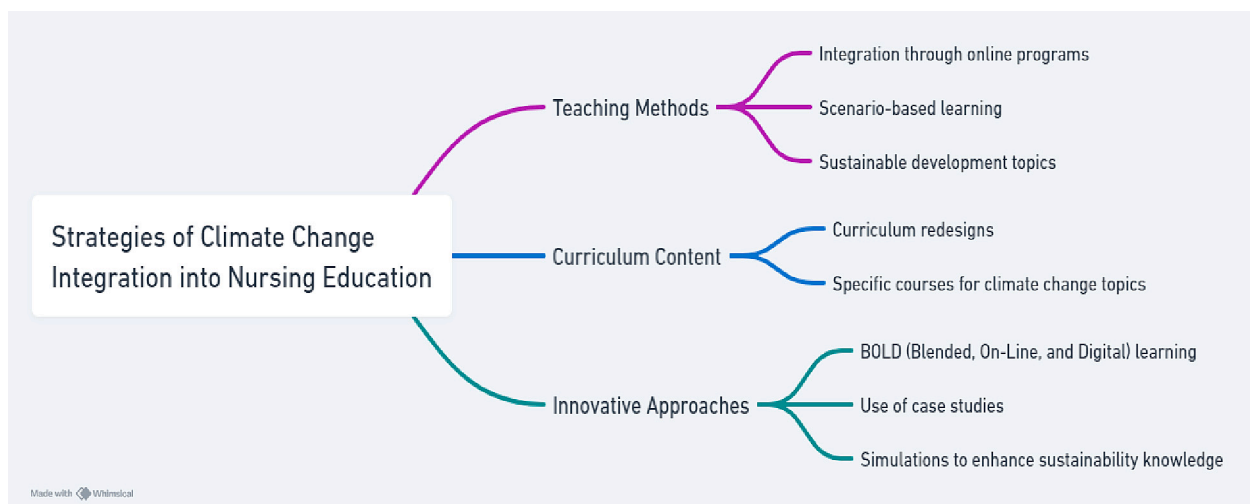 Strategies of Climate Change
Integration into Nursing Education
Teaching Methods
Integration through online programs
Scenario-based learning
Sustainable development topics
Curriculum Content
Curriculum redesigns
Specific courses for climate change topics
Innovative Approaches
BOLD (Blended, On-Line, and Digital) learning
Use of case studies
Simulations to enhance sustainability knowledge
Made with Whimsical